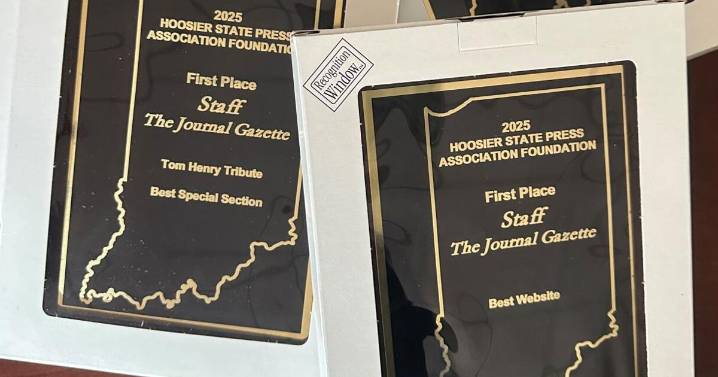 2025
HOOSIER STATE PRESS
ASSOCIATION FOUNDATIO
First Place
Staff
The Journal Gazette
Tom Henry Tribute
Best Special Section
Recognition
Window
2025
HOOSIER STATE PRESS
ASSOCIATION FOUNDATION
First Place
Staff
The Journal Gazette
Best Website